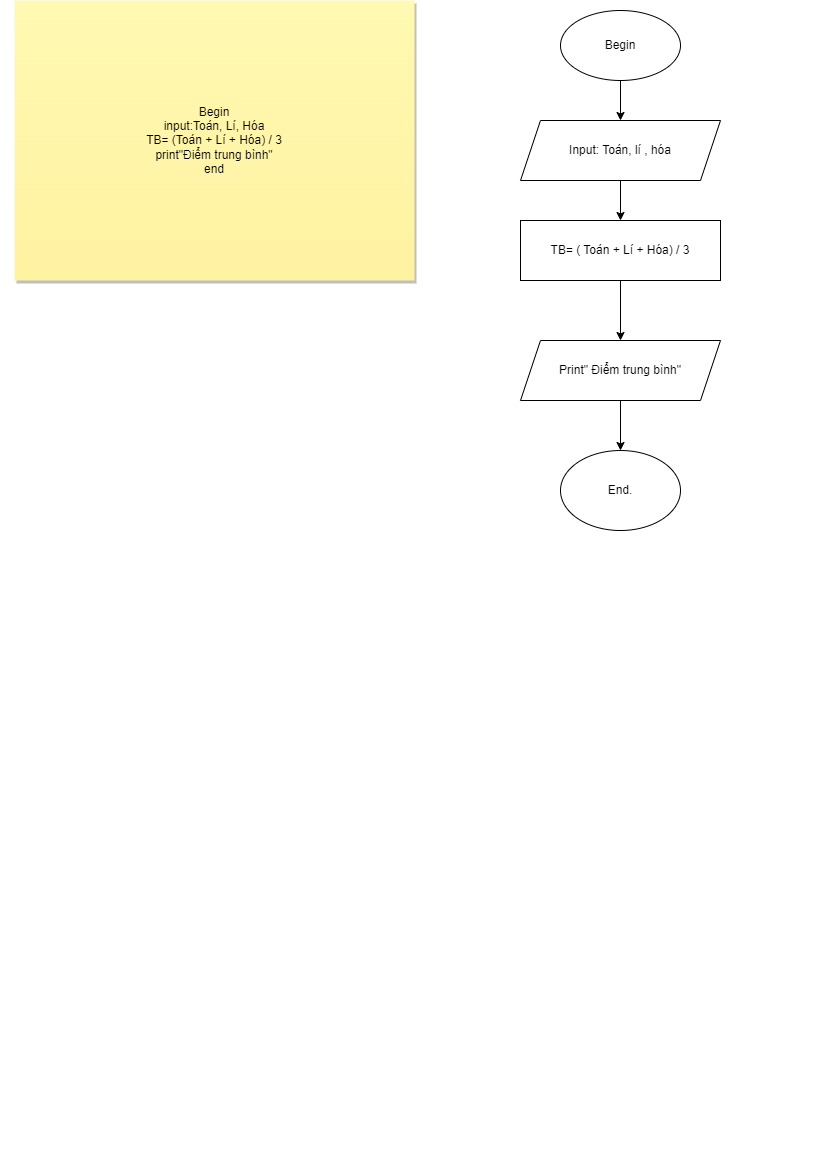 Begin
input:Toán, Lí, Hóa
TB= (Toán + Lí + Hóa) / 3
print"Điểm trung bình"
end
Begin
Input: Toán, lí , hóa
TB= ( Toán + Lí + Hóa) / 3
Print" Điểm trung bình"
End.